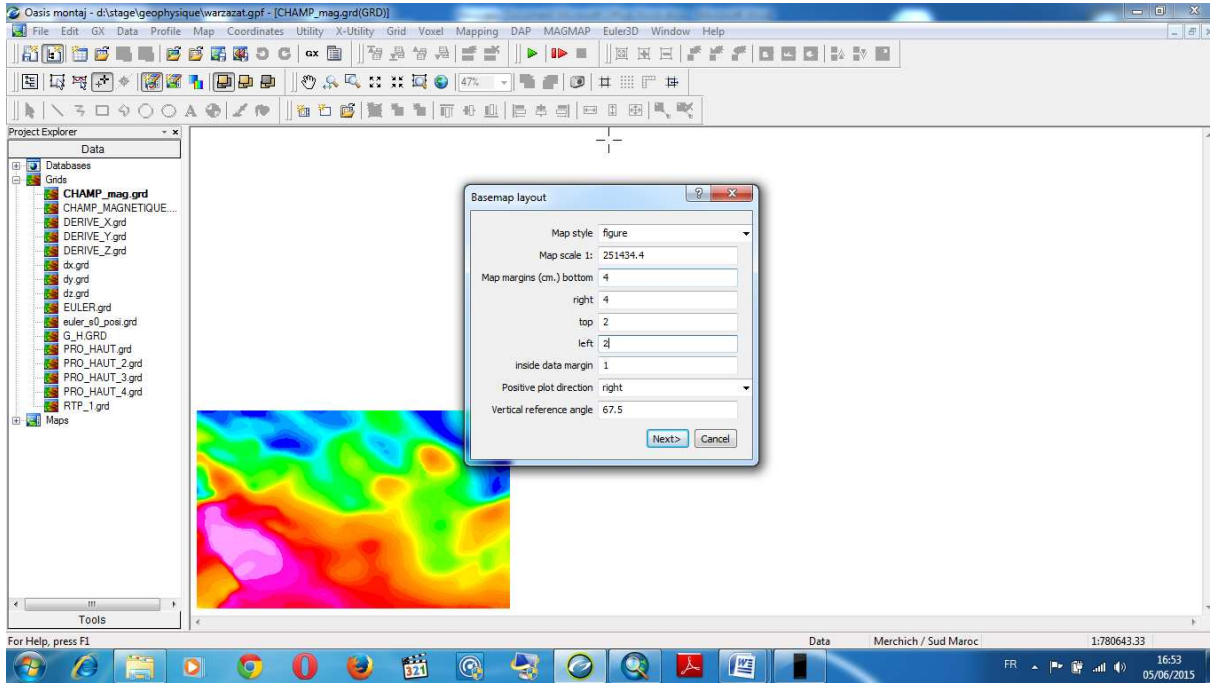 Oasis montaj - d:\stage\geophysique\warzazat.gpf - [CHAMP_mag.grd(GRD)]
File Edit GX Data Profile Map Coordinates Utility X-Utility Grid Voxel Mapping DAP MAGMAP Euler3D Window Help
GX
47%
A
Project Explorer
Data
Databases
Grids
CHAMP_mag.grd
CHAMP_MAGNETIQUE....
DERIVE_X.grd
DERIVE_Y.grd
DERIVE_Z.grd
dx.grd
dy.grd
dz.grd
EULER.grd
euler_s0_posi.grd
G_H.GRD
PRO_HAUT.grd
PRO_HAUT_2.grd
PRO_HAUT_3.grd
PRO_HAUT_4.grd
RTP_1.grd
Maps
Tools
Basemap layout
Map style figure
Map scale 1: 251434.4
Map margins (cm.) bottom 4
right 4
top 2
left 2
inside data margin 1
Positive plot direction right
Vertical reference angle 67.5
Next> Cancel
For Help, press F1
Data Merchich / Sud Maroc 1:780643.33
321
FR
16:53
05/06/2015